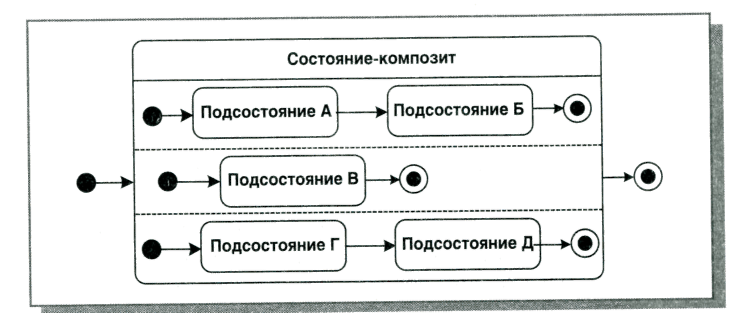 Состояние-композит
Подсостояние А
Подсостояние Б
Подсостояние В
Подсостояние Г
Подсостояние Д